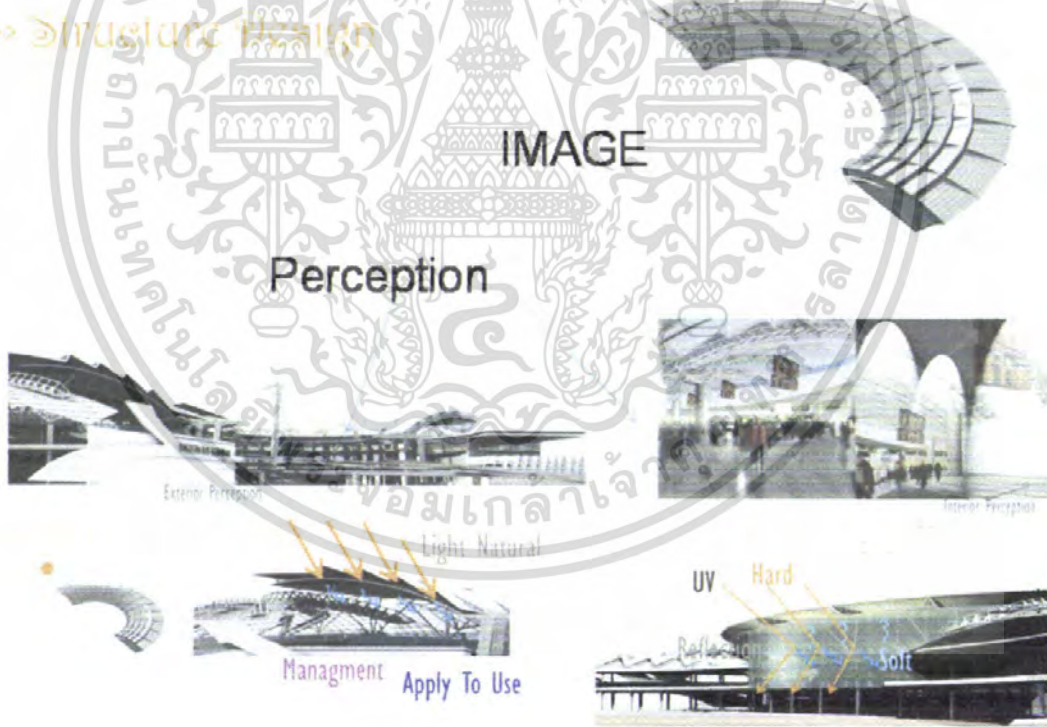 Structure Design
IMAGE
Perception
Exterior Perception
Interior Perception
Light Natural
UV
Hard
Reflection
Soft
Managment
Apply To Use